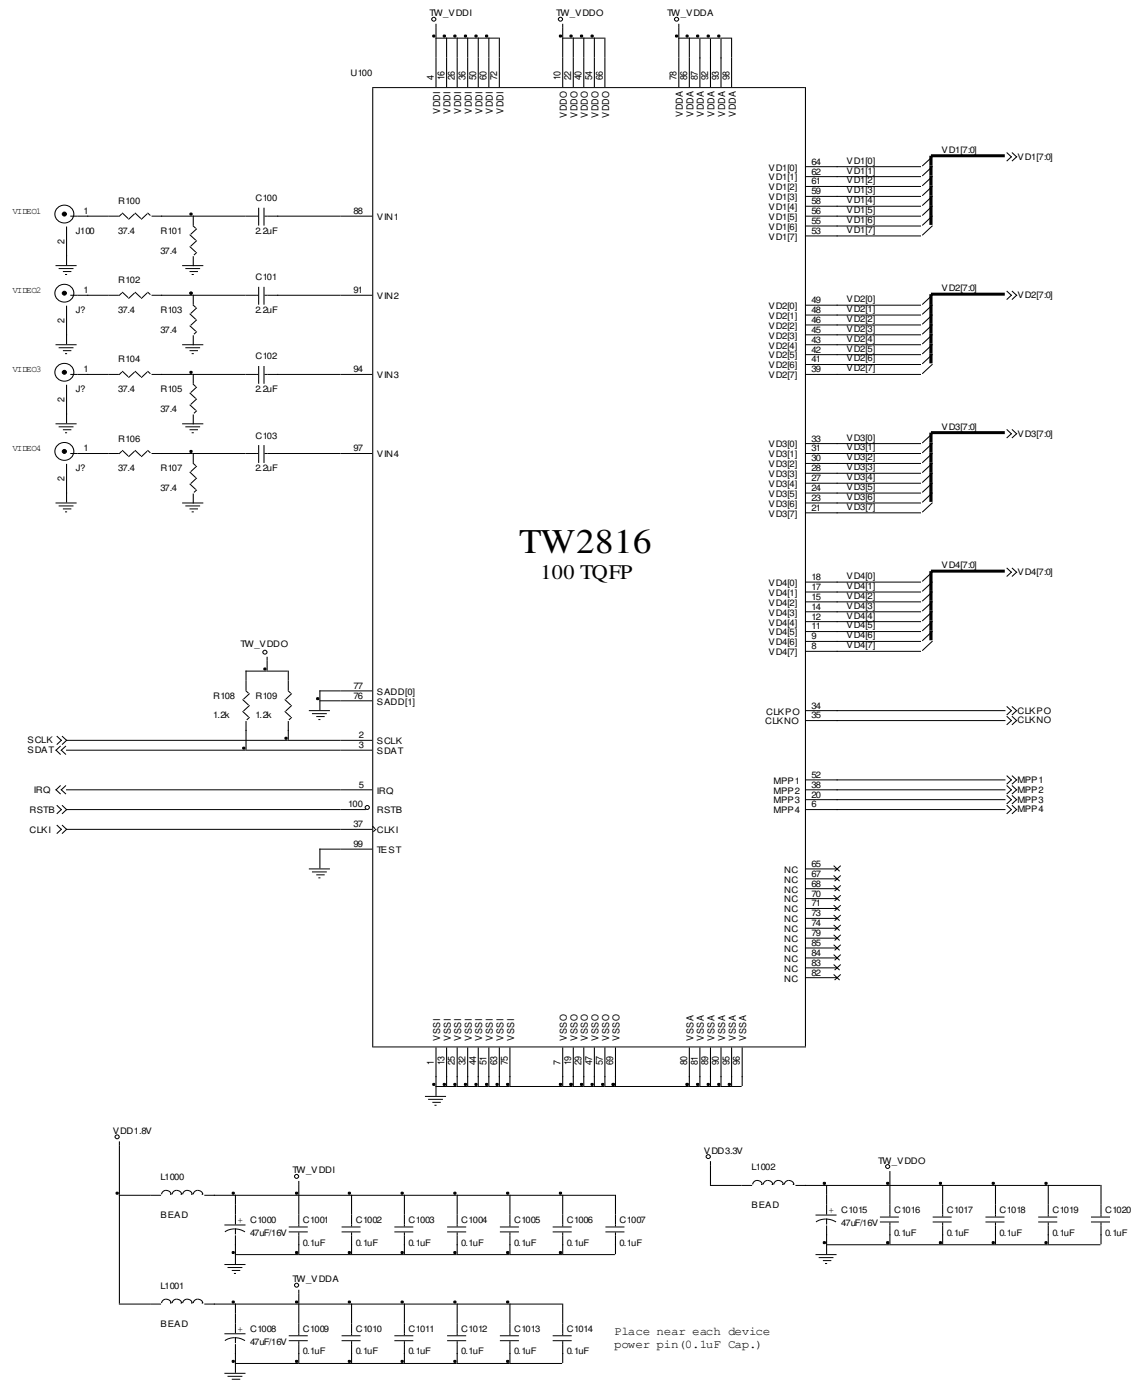 TW_VDDI
TW_VDDO
TW_VDDA
U100
4 16 26 36 50 60 72
10 22 40 54 66
78 86 87 92 93 98
VDDI VDDI VDDI VDDI VDDI VDDI VDDI
VDDO VDDO VDDO VDDO VDDO
VDDA VDDA VDDA VDDA VDDA VDDA
VIDEO1
1
2
J100
R100
37.4
R101
37.4
C100
2.2uF
88
VIN1
VIDEO2
1
2
J?
R102
37.4
R103
37.4
C101
2.2uF
91
VIN2
VIDEO3
1
2
J?
R104
37.4
R105
37.4
C102
2.2uF
94
VIN3
VIDEO4
1
2
J?
R106
37.4
R107
37.4
C103
2.2uF
97
VIN4
VD1[0] 64 VD1[0]
VD1[1] 62 VD1[1]
VD1[2] 61 VD1[2]
VD1[3] 59 VD1[3]
VD1[4] 58 VD1[4]
VD1[5] 56 VD1[5]
VD1[6] 55 VD1[6]
VD1[7] 53 VD1[7]
VD1[7:0]
VD1[7:0]
VD2[0] 49 VD2[0]
VD2[1] 48 VD2[1]
VD2[2] 46 VD2[2]
VD2[3] 45 VD2[3]
VD2[4] 43 VD2[4]
VD2[5] 42 VD2[5]
VD2[6] 41 VD2[6]
VD2[7] 39 VD2[7]
VD2[7:0]
VD2[7:0]
VD3[0] 33 VD3[0]
VD3[1] 31 VD3[1]
VD3[2] 30 VD3[2]
VD3[3] 28 VD3[3]
VD3[4] 27 VD3[4]
VD3[5] 24 VD3[5]
VD3[6] 23 VD3[6]
VD3[7] 21 VD3[7]
VD3[7:0]
VD3[7:0]
TW2816
100 TQFP
VD4[0] 18 VD4[0]
VD4[1] 17 VD4[1]
VD4[2] 15 VD4[2]
VD4[3] 14 VD4[3]
VD4[4] 12 VD4[4]
VD4[5] 11 VD4[5]
VD4[6] 9 VD4[6]
VD4[7] 8 VD4[7]
VD4[7:0]
VD4[7:0]
TW_VDDO
R108
1.2k
R109
1.2k
77 SADD[0]
76 SADD[1]
SCLK 2 SCLK
SDAT 3 SDAT
IRQ 5 IRQ
RSTB 100 RSTB
CLKI 37 CLKI
99 TEST
CLKPO 34 CLKPO
CLKNO 35 CLKNO
MPP1 52 MPP1
MPP2 38 MPP2
MPP3 20 MPP3
MPP4 6 MPP4
NC 65
NC 67
NC 68
NC 70
NC 71
NC 73
NC 74
NC 79
NC 85
NC 84
NC 83
NC 82
VSSI VSSI VSSI VSSI VSSI VSSI VSSI VSSI
VSSO VSSO VSSO VSSO VSSO VSSO
VSSA VSSA VSSA VSSA VSSA VSSA
1 13 25 32 44 51 63 75
7 19 29 47 57 69
80 81 89 90 95 96
VDD1.8V
L1000
BEAD
TW_VDDI
C1000
47uF/16V
C1001
0.1uF
C1002
0.1uF
C1003
0.1uF
C1004
0.1uF
C1005
0.1uF
C1006
0.1uF
C1007
0.1uF
VDD3.3V
L1002
BEAD
TW_VDDO
C1015
47uF/16V
C1016
0.1uF
C1017
0.1uF
C1018
0.1uF
C1019
0.1uF
C1020
0.1uF
L1001
BEAD
TW_VDDA
C1008
47uF/16V
C1009
0.1uF
C1010
0.1uF
C1011
0.1uF
C1012
0.1uF
C1013
0.1uF
C1014
0.1uF
Place near each device
power pin(0.1uF Cap.)